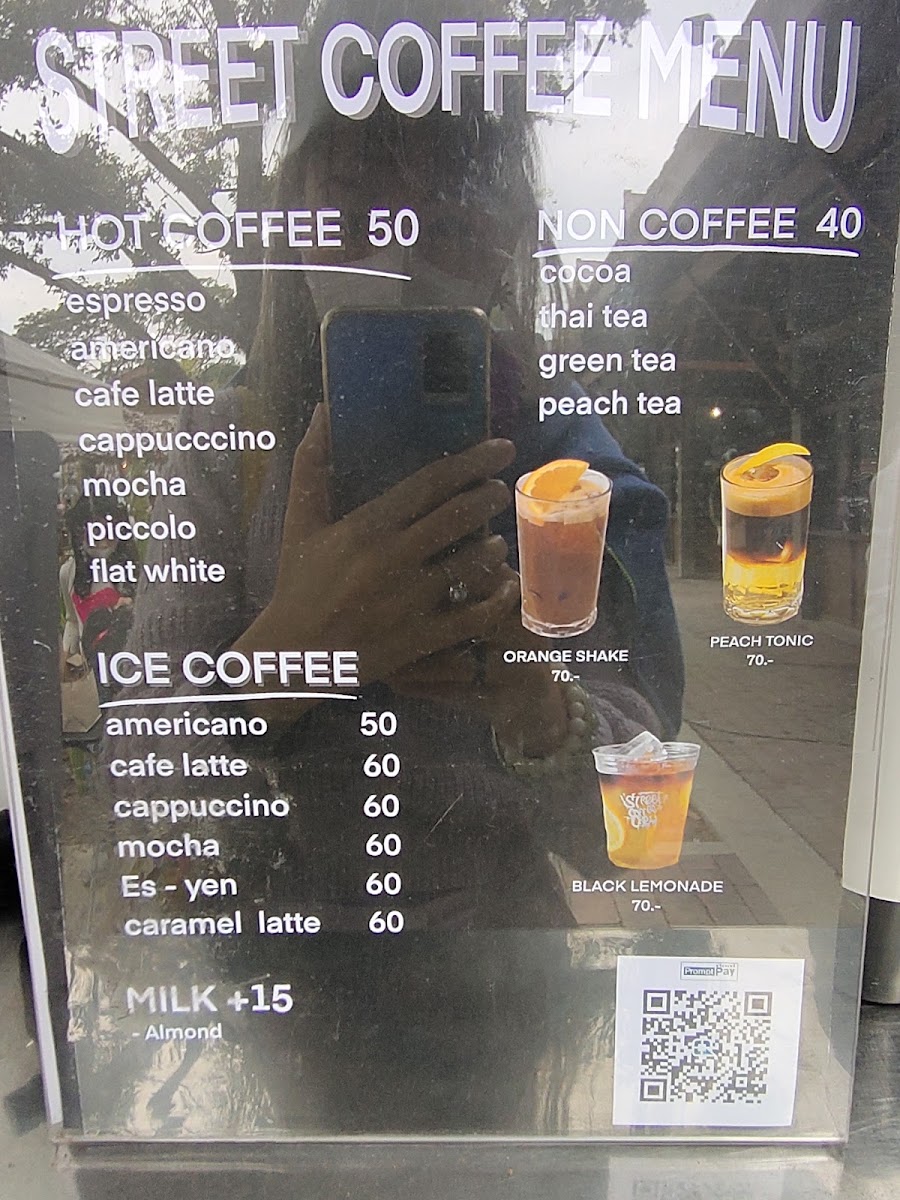 STREET COFFEE MENU
HOT COFFEE 50
espresso
americano
cafe latte
cappucccino
mocha
piccolo
flat white
ICE COFFEE
americano 50
cafe latte 60
cappuccino 60
mocha 60
Es - yen 60
caramel latte 60
MILK +15
- Almond
NON COFFEE 40
cocoa
thai tea
green tea
peach tea
ORANGE SHAKE
70.-
PEACH TONIC
70.-
BLACK LEMONADE
70.-
Prompt Pay